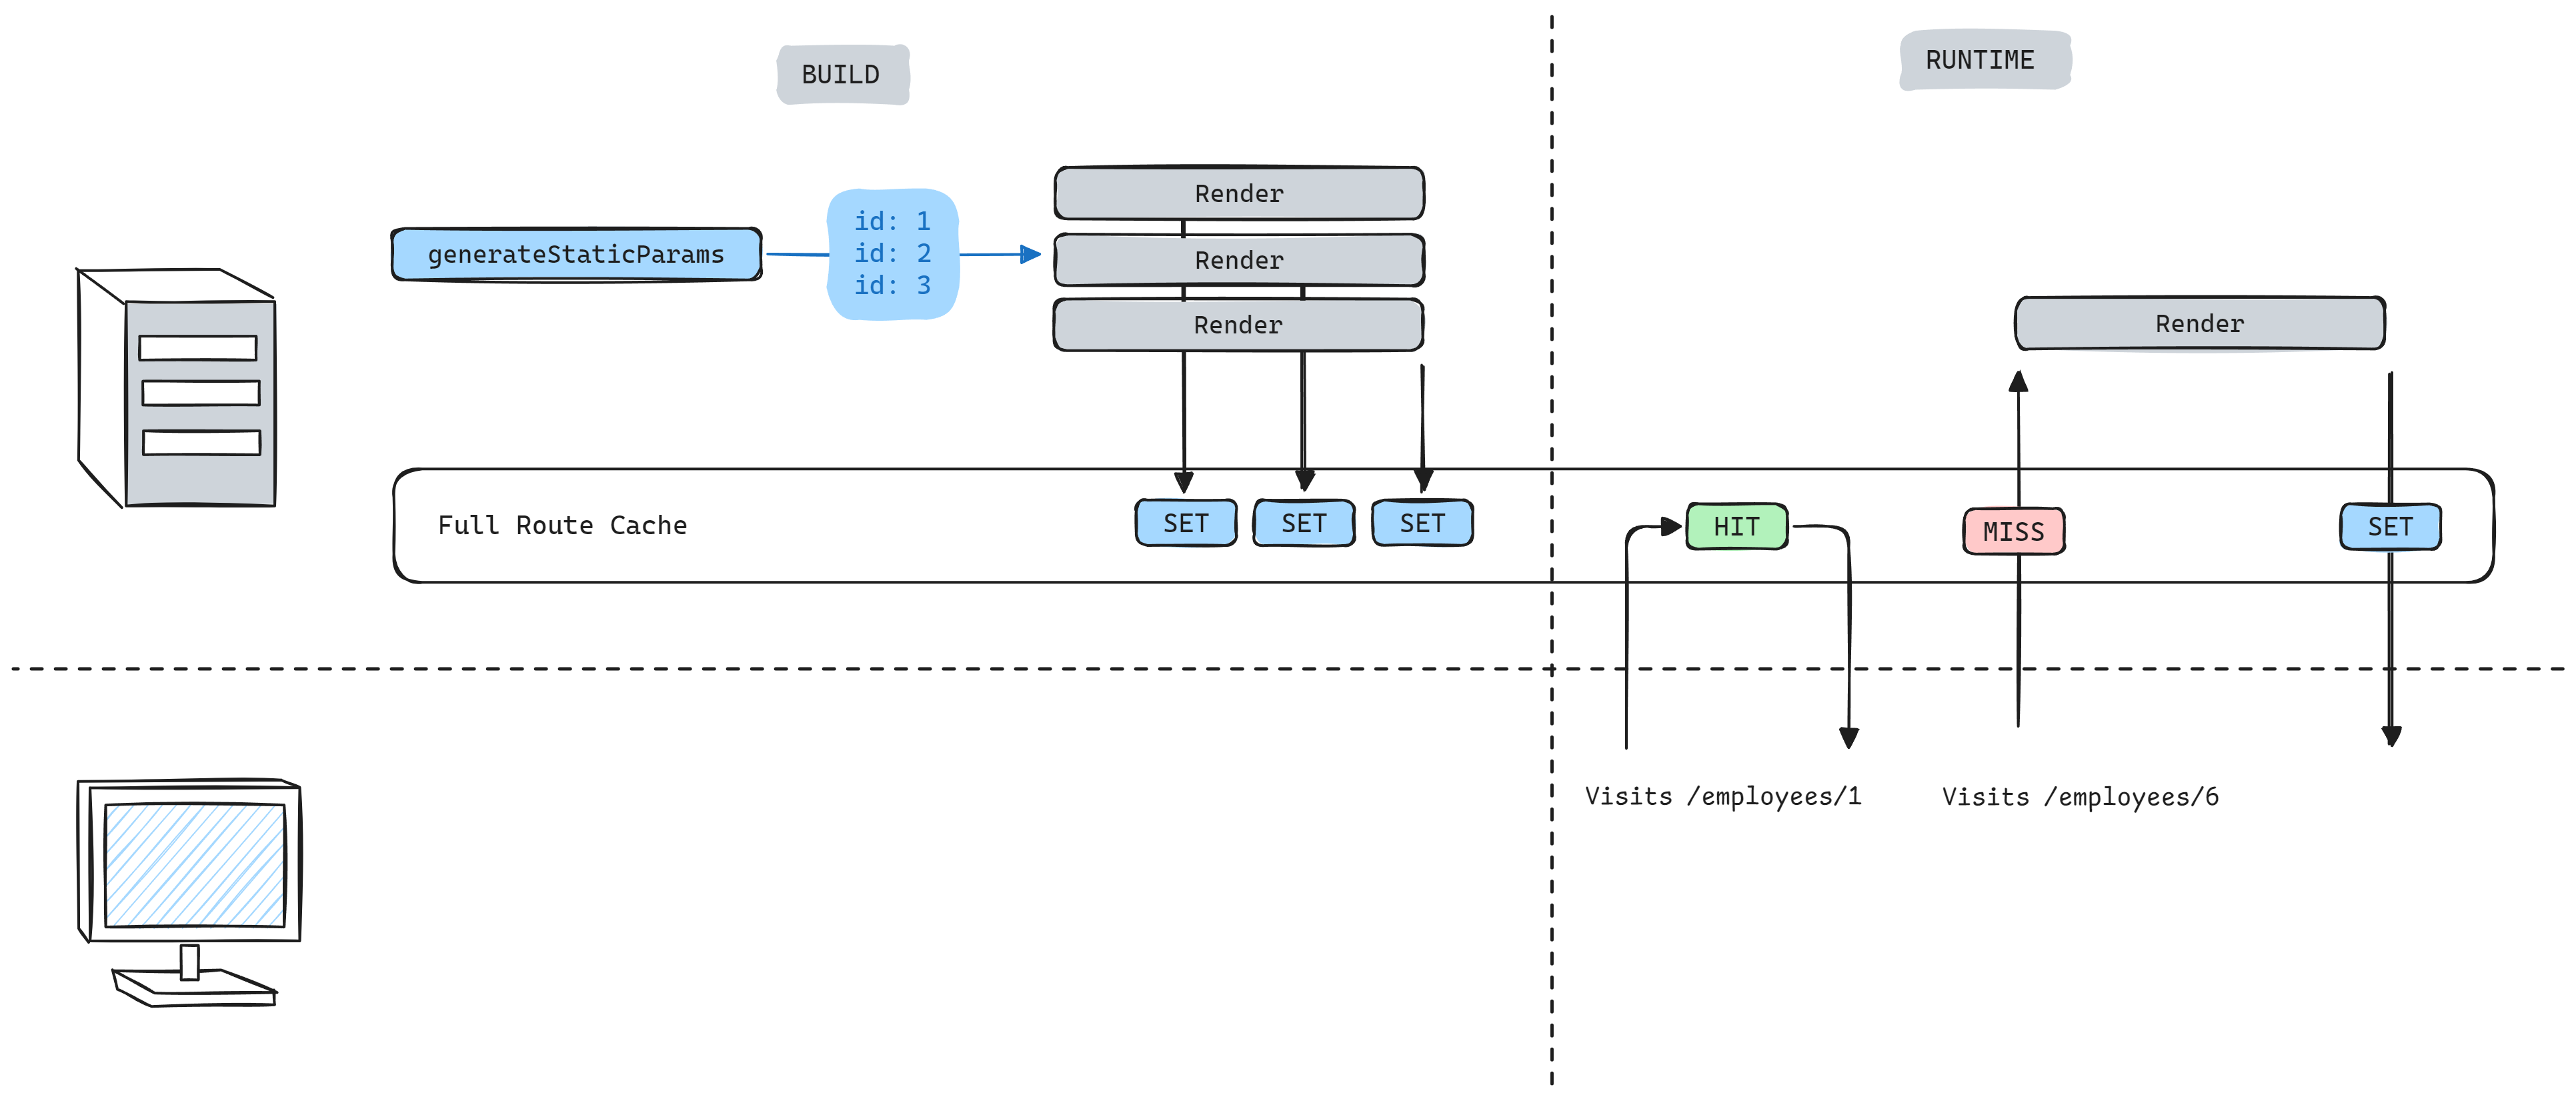 BUILD
RUNTIME
generateStaticParams
id: 1
id: 2
id: 3
Render
Render
Render
Render
Full Route Cache
SET
SET
SET
HIT
MISS
SET
Visits /employees/1
Visits /employees/6